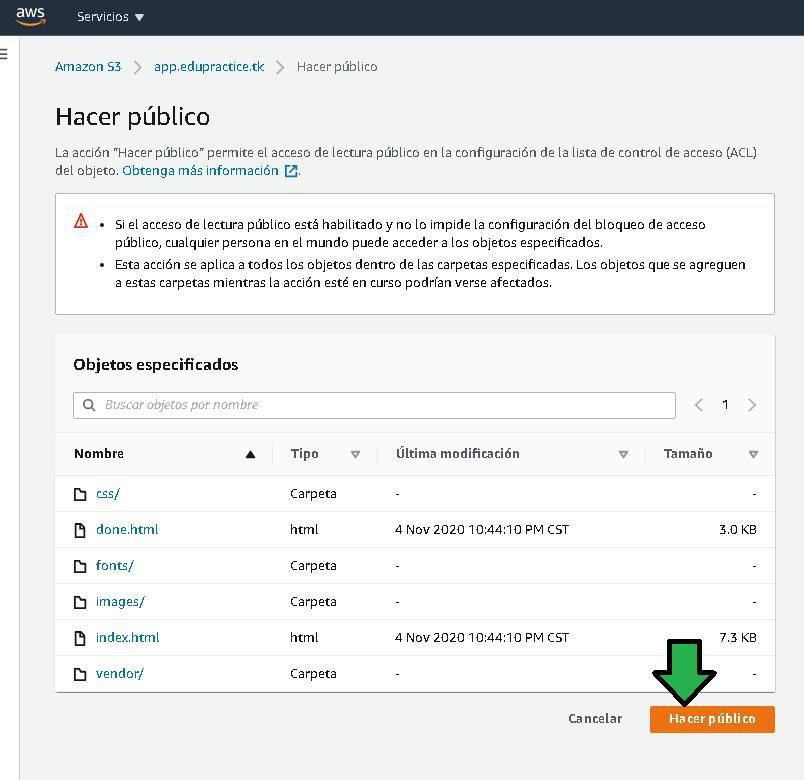 aws Servicios
Amazon S3 app.edupractice.tk Hacer público
Hacer público
La acción "Hacer público" permite el acceso de lectura público en la configuración de la lista de control de acceso (ACL)
del objeto. Obtenga más información.
• Si el acceso de lectura público está habilitado y no lo impide la configuración del bloqueo de acceso
público, cualquier persona en el mundo puede acceder a los objetos especificados.
• Esta acción se aplica a todos los objetos dentro de las carpetas especificadas. Los objetos que se agreguen
a estas carpetas mientras la acción esté en curso podrían verse afectados.
Objetos especificados
Buscar objetos por nombre 1
Nombre Tipo Última modificación Tamaño
css/ Carpeta - -
done.html html 4 Nov 2020 10:44:10 PM CST 3.0 KB
fonts/ Carpeta - -
images/ Carpeta - -
index.html html 4 Nov 2020 10:44:10 PM CST 7.3 KB
vendor/ Carpeta - -
Cancelar Hacer público